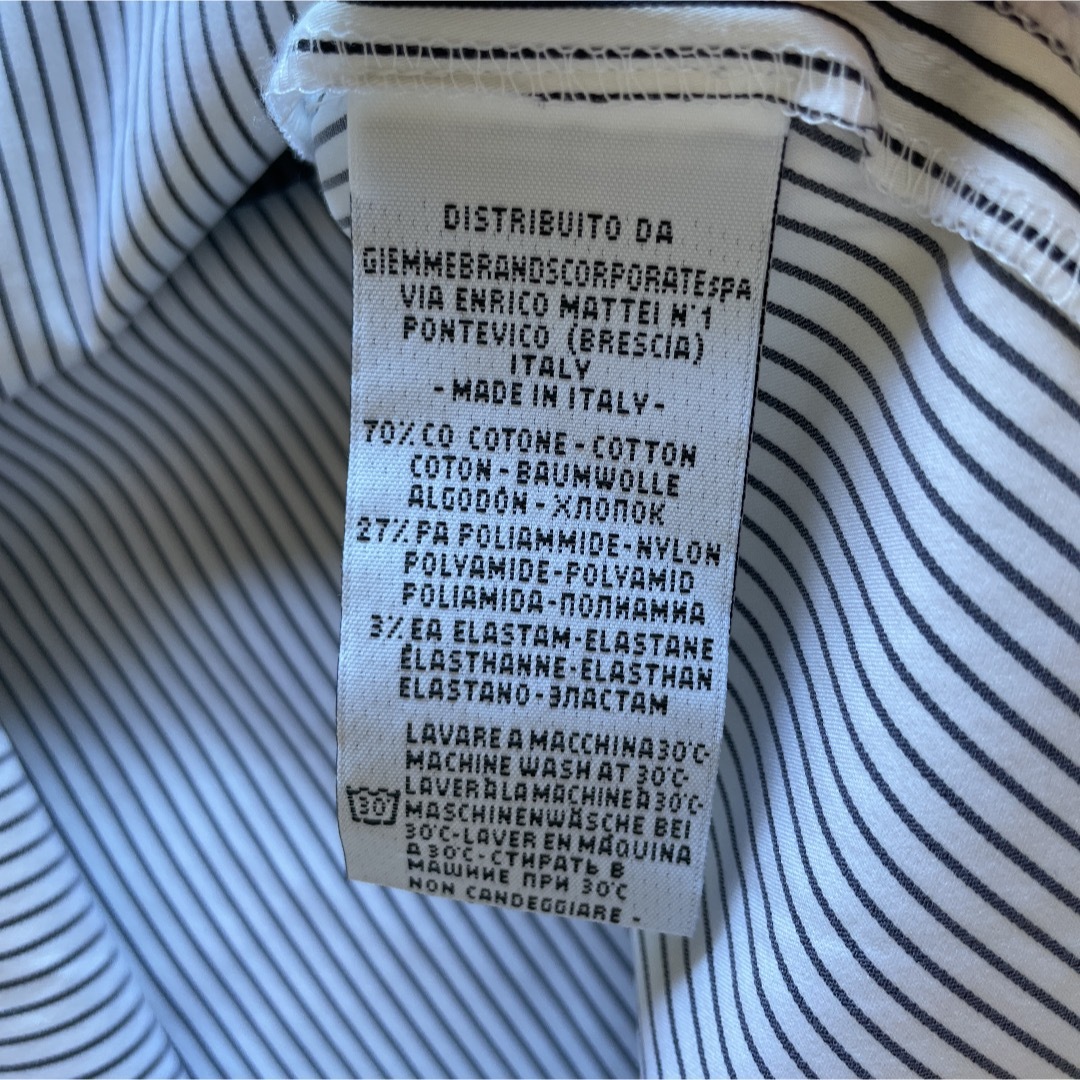 DISTRIBUITO DA
GIEMMEBRANDSCORPORATESPA
VIA ENRICO MATTEI N°1
PONTEVICO (BRESCIA)
ITALY
- MADE IN ITALY -
70% CO COTONE - COTTON
COTON - BAUMWOLLE
ALGODÓN - ХЛОПОК
27% PA POLIAMMIDE-NYLON
POLYAMIDE-POLYAMID
POLIAMIDA-ПОЛИАМИА
3% EA ELASTAM-ELASTANE
ÉLASTHANNE-ELASTHAN
ELASTANO-ЭЛАСТАМ
LAVARE A MACCHINA 30°C-
MACHINE WASH AT 30°C-
LAVER À LA MACHINE À 30°C-
MASCHINENWÄSCHE BEI
30°C-LAVER EN MÁQUINA
A 30°C-СТИРАТЬ В
МАШИНЕ ПРИ 30°C
NON CANDEGGIARE -
30°